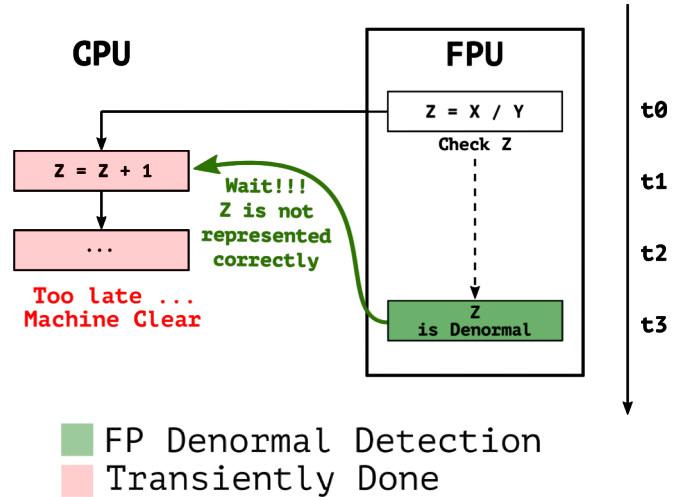 CPU
FPU
Z = X / Y
Check Z
t0
Z = Z + 1
t1
Wait!!!
Z is not
represented
correctly
...
t2
Too late ...
Machine Clear
Z
is Denormal
t3
FP Denormal Detection
Transiently Done